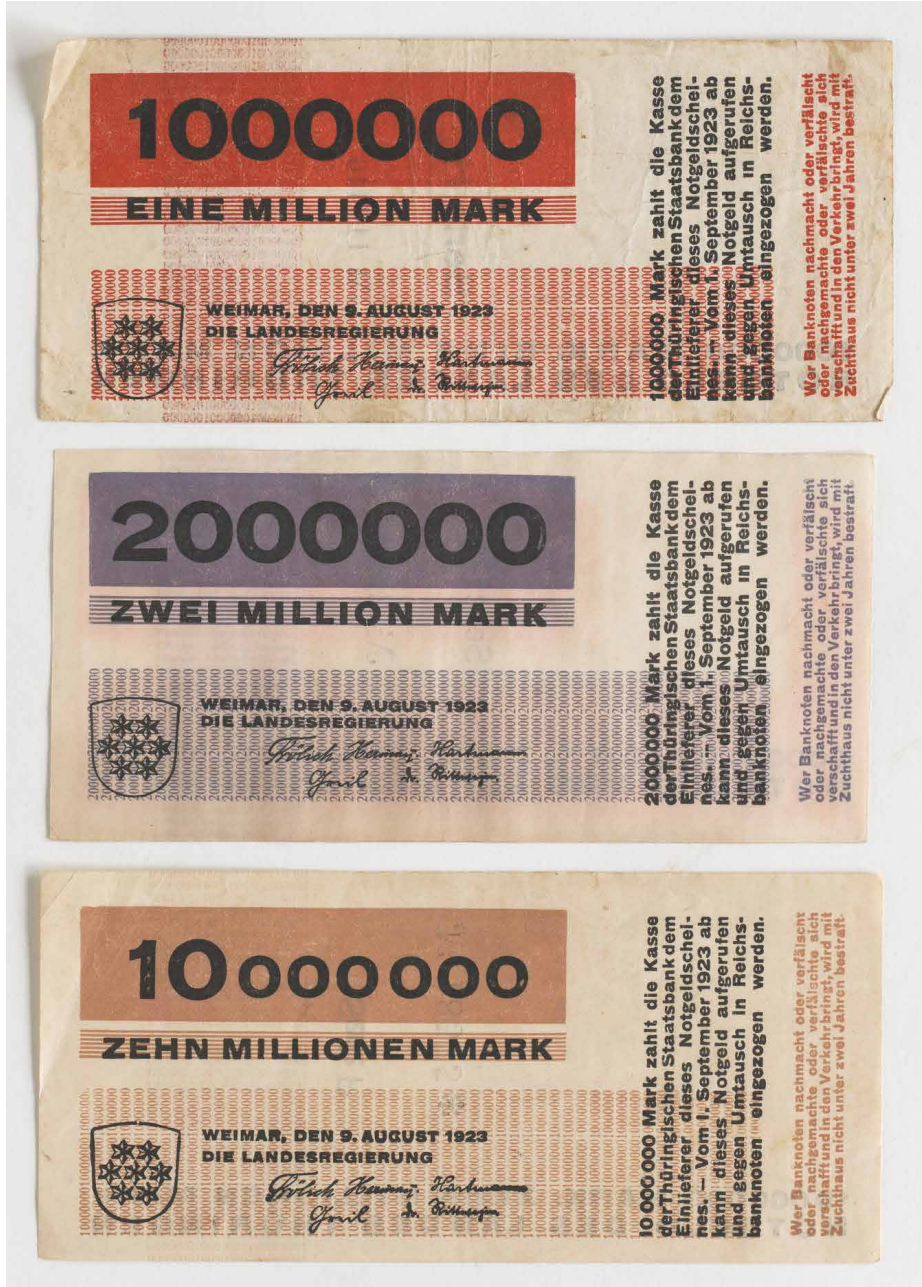 1000000
EINE MILLION MARK
WEIMAR, DEN 9. AUGUST 1923
DIE LANDESREGIERUNG
Frölich Hartmann
Greil
1000000 Mark zahlt die Kasse
der Thüringischen Staatsbank dem
Einlieferer dieses Notgeldschei-
nes. – Vom 1. September 1923 ab
kann dieses Notgeld aufgerufen
und gegen Umtausch in Reichs-
banknoten eingezogen werden.
Wer Banknoten nachmacht oder verfälscht
oder nachgemachte oder verfälschte sich
verschafft und in den Verkehr bringt, wird mit
Zuchthaus nicht unter zwei Jahren bestraft.
2000000
ZWEI MILLION MARK
WEIMAR, DEN 9. AUGUST 1923
DIE LANDESREGIERUNG
Frölich Hartmann
Greil
2000000 Mark zahlt die Kasse
der Thüringischen Staatsbank dem
Einlieferer dieses Notgeldschei-
nes. – Vom 1. September 1923 ab
kann dieses Notgeld aufgerufen
und gegen Umtausch in Reichs-
banknoten eingezogen werden.
Wer Banknoten nachmacht oder verfälscht
oder nachgemachte oder verfälschte sich
verschafft und in den Verkehr bringt, wird mit
Zuchthaus nicht unter zwei Jahren bestraft.
10000000
ZEHN MILLIONEN MARK
WEIMAR, DEN 9. AUGUST 1923
DIE LANDESREGIERUNG
Frölich Hartmann
Greil
10000000 Mark zahlt die Kasse
der Thüringischen Staatsbank dem
Einlieferer dieses Notgeldschei-
nes. – Vom 1. September 1923 ab
kann dieses Notgeld aufgerufen
und gegen Umtausch in Reichs-
banknoten eingezogen werden.
Wer Banknoten nachmacht oder verfälscht
oder nachgemachte oder verfälschte sich
verschafft und in den Verkehr bringt, wird mit
Zuchthaus nicht unter zwei Jahren bestraft.